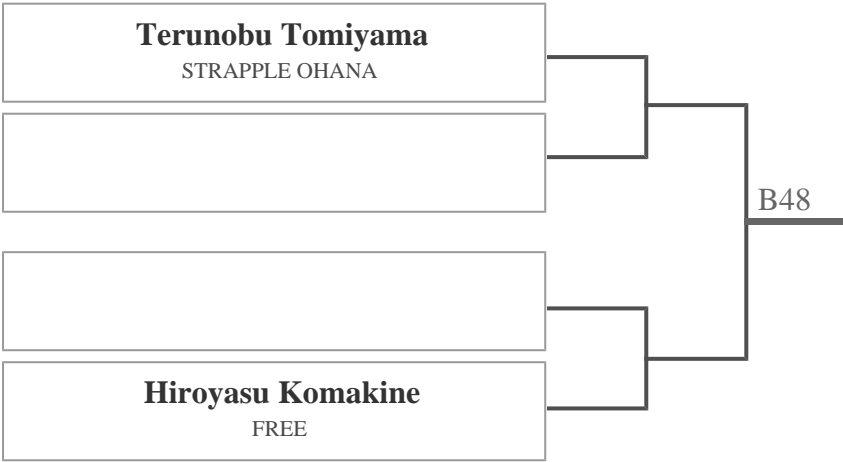 Terunobu Tomiyama
STRAPPLE OHANA
B48
Hiroyasu Komakine
FREE